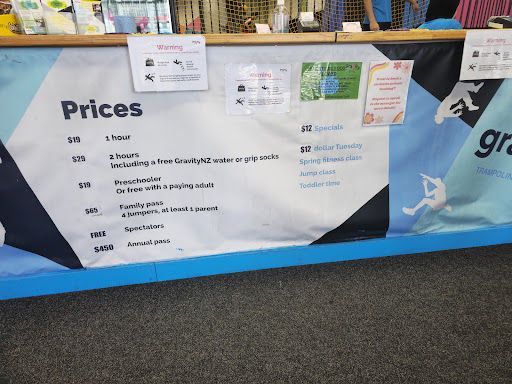 Warning
Warning
Warning
Prices
$19 1 hour
$29 2 hours
Including a free GravityNZ water or grip socks
$19 Preschooler
Or free with a paying adult
$65 Family pass
4 jumpers, at least 1 parent
FREE Spectators
$450 Annual pass
$12 Specials
$12 dollar Tuesday
Spring fitness class
Jump class
Toddler time
gra
TRAMPOLIN